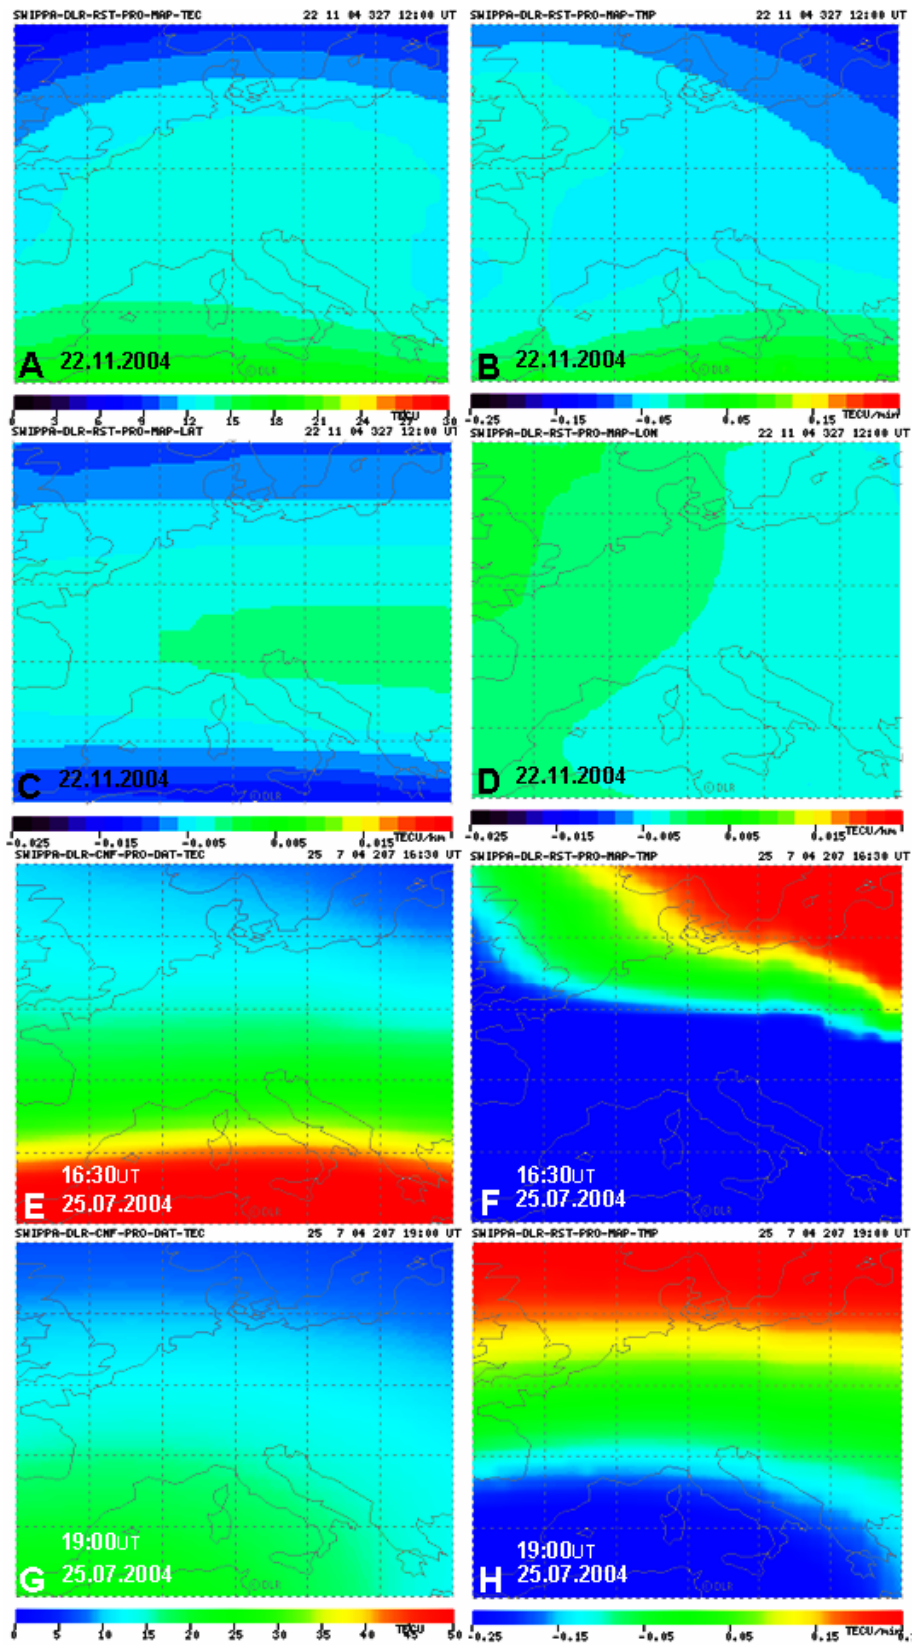 SWIPPA-DLR-RST-PRO-MAP-TEC 22 11 04 327 12:00 UT
SWIPPA-DLR-RST-PRO-MAP-TMP 22 11 04 327 12:00 UT
A 22.11.2004
©DLR
B 22.11.2004
©DLR
0 3 6 9 12 15 18 21 24 27 30
TECU
-0.25 -0.15 -0.05 0.05 0.15
TECU/min
SWIPPA-DLR-RST-PRO-MAP-LAT 22 11 04 327 12:00 UT
SWIPPA-DLR-RST-PRO-MAP-LON 22 11 04 327 12:00 UT
C 22.11.2004
©DLR
D 22.11.2004
©DLR
-0.025 -0.015 -0.005 0.005 0.015 TECU/km
-0.025 -0.015 -0.005 0.005 0.015 TECU/km
SWIPPA-DLR-CNF-PRO-DAT-TEC 25 7 04 207 16:30 UT
SWIPPA-DLR-RST-PRO-MAP-TMP 25 7 04 207 16:30 UT
16:30UT
E 25.07.2004
©DLR
16:30UT
F 25.07.2004
©DLR
SWIPPA-DLR-CNF-PRO-DAT-TEC 25 7 04 207 19:00 UT
SWIPPA-DLR-RST-PRO-MAP-TMP 25 7 04 207 19:00 UT
19:00UT
G 25.07.2004
©DLR
19:00UT
H 25.07.2004
©DLR
0 5 10 15 20 25 30 35 40 45 50
TECU
-0.25 -0.15 -0.05 0.05 0.15
TECU/min